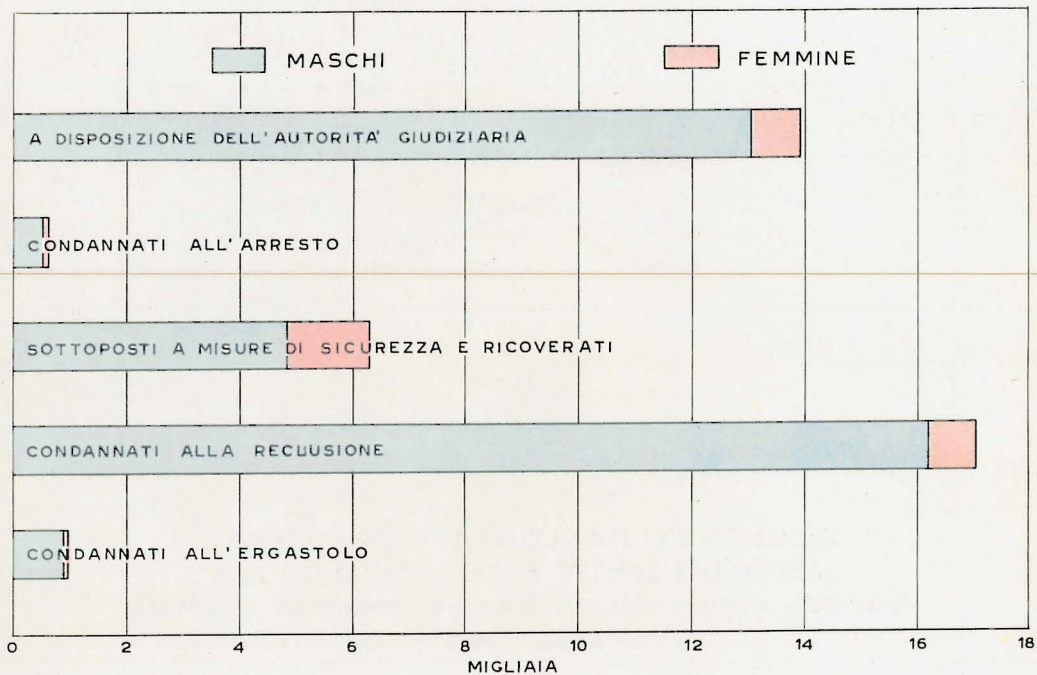 MASCHI
FEMMINE
A DISPOSIZIONE DELL'AUTORITA' GIUDIZIARIA
CONDANNATI ALL'ARRESTO
SOTTOPOSTI A MISURE DI SICUREZZA E RICOVERATI
CONDANNATI ALLA RECLUSIONE
CONDANNATI ALL'ERGASTOLO
0 2 4 6 8 10 12 14 16 18
MIGLIAIA